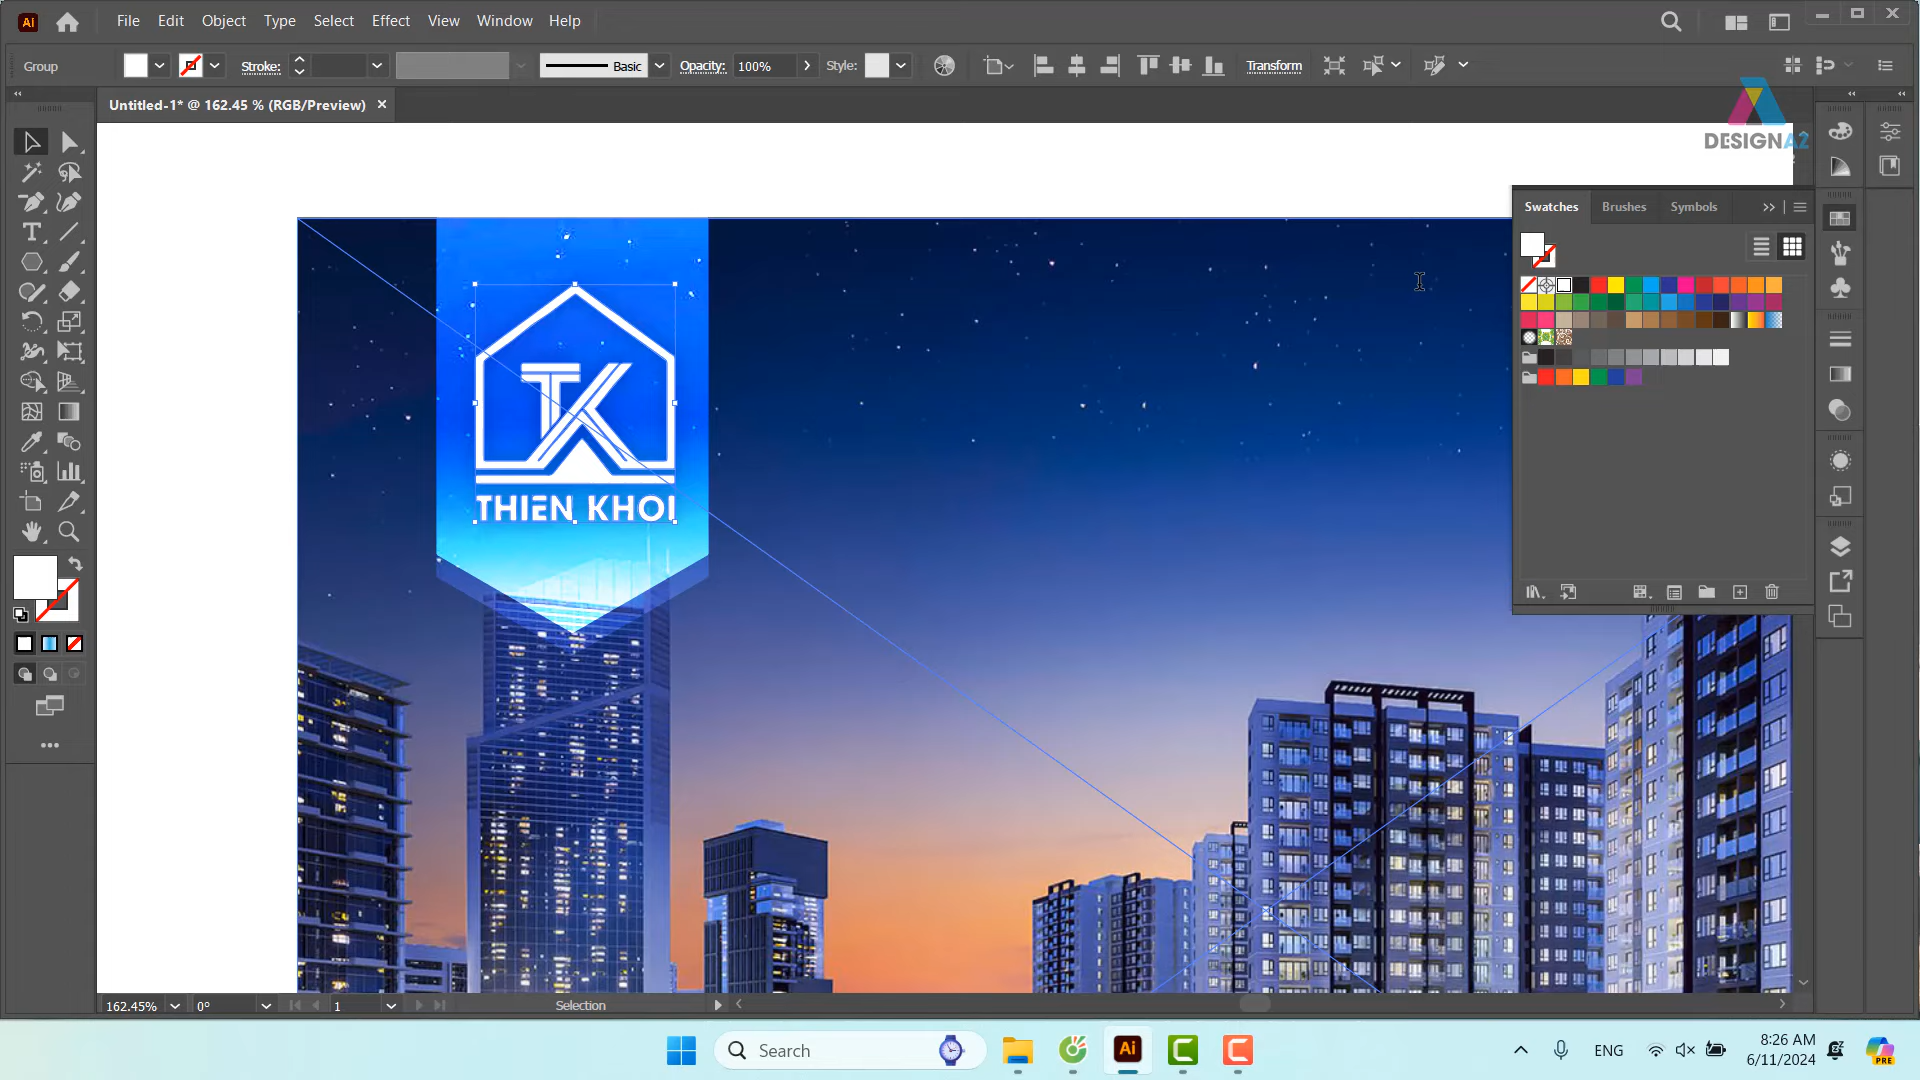 File Edit Object Type Select Effect View Window Help
Group Stroke: Basic Opacity: 100% Style: Transform
Untitled-1* @ 162.45 % (RGB/Preview)
DESIGNA2
Swatches Brushes Symbols
TK
THIEN KHOI
162.45% 0° 1 Selection
Search
ENG
8:26 AM
6/11/2024
PRE